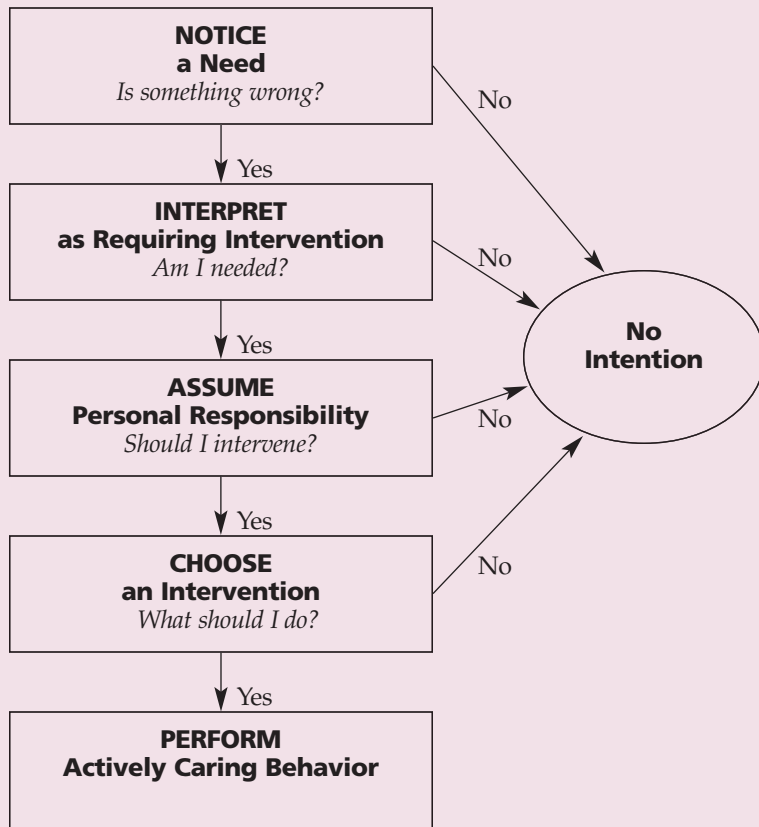 NOTICE
a Need
Is something wrong?
No
Yes
INTERPRET
as Requiring Intervention
Am I needed?
No
Yes
No
Intention
ASSUME
Personal Responsibility
Should I intervene?
No
Yes
CHOOSE
an Intervention
What should I do?
No
Yes
PERFORM
Actively Caring Behavior